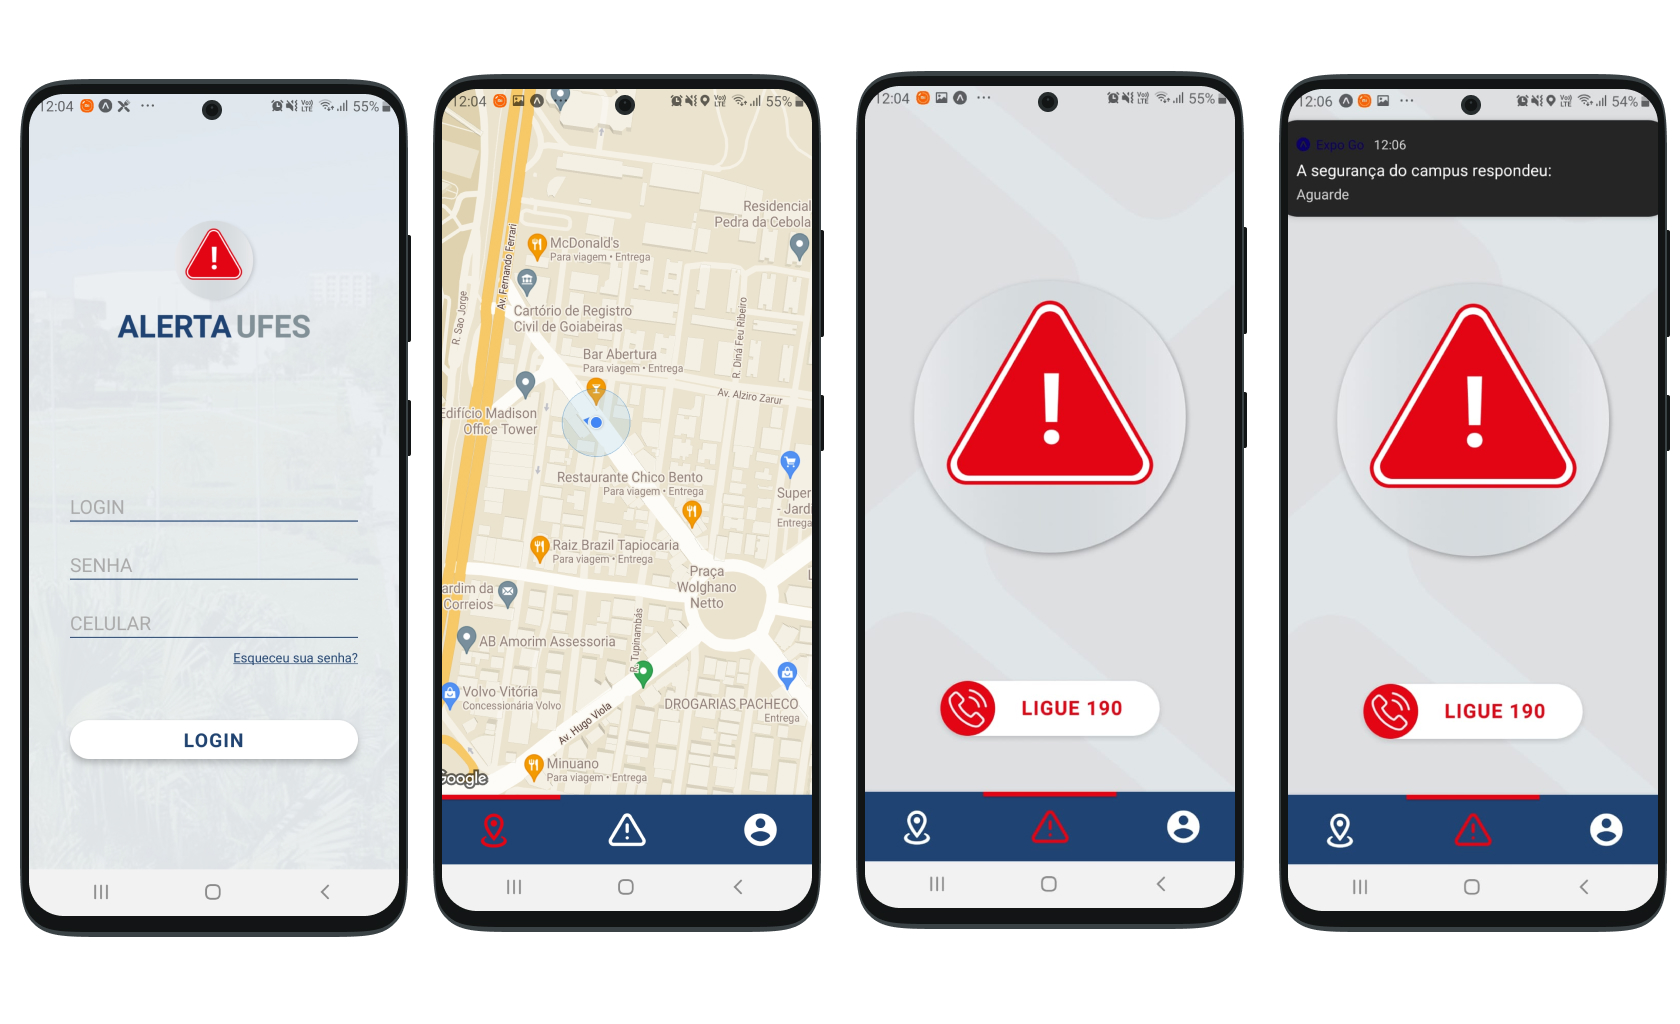 12:04
55%
ALERTA UFES
LOGIN
SENHA
CELULAR
Esqueceu sua senha?
LOGIN
12:04
55%
Residencial
Pedra da Cebola
McDonald's
Para viagem • Entrega
Av. Fernando Ferrari
Cartório de Registro
Civil de Goiabeiras
R. Sao Jorge
R. Diná Feu Ribeiro
Bar Abertura
Para viagem • Entrega
Av. Alziro Zarur
Edifício Madison
Office Tower
Restaurante Chico Bento
Para viagem • Entrega
Super
- Jardi
Entrega
Raiz Brazil Tapiocaria
Para viagem • Entrega
Praça
Wolghano
Netto
ardim da
Correios
R. Tupinambás
AB Amorim Assessoria
Volvo Vitória
Concessionária Volvo
DROGARIAS PACHECO
Entrega
Av. Hugo Viola
Minuano
Para viagem • Entrega
Google
12:04
55%
LIGUE 190
12:06
54%
Expo Go 12:06
A segurança do campus respondeu:
Aguarde
LIGUE 190